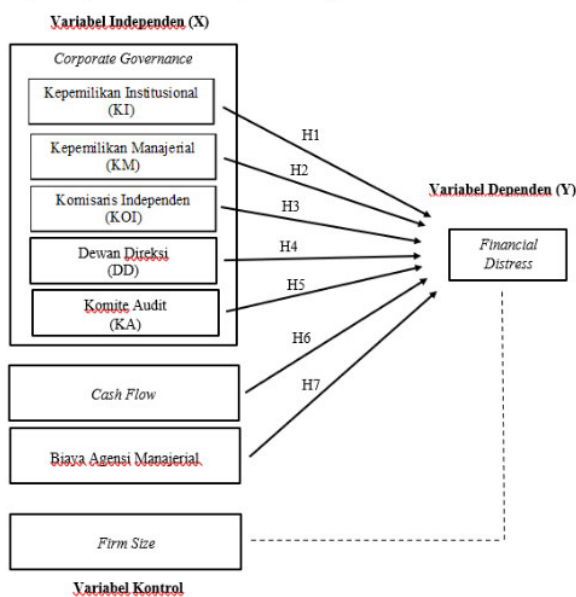 Variabel Independen (X)
Corporate Governance
Kepemilikan Institusional
(KI)
Kepemilikan Manajerial
(KM)
Komisaris Independen
(KOI)
Dewan Direksi
(DD)
Komite Audit
(KA)
Cash Flow
Biaya Agensi Manajerial
Firm Size
Variabel Kontrol
H1
H2
H3
H4
H5
H6
H7
Variabel Dependen (Y)
Financial
Distress